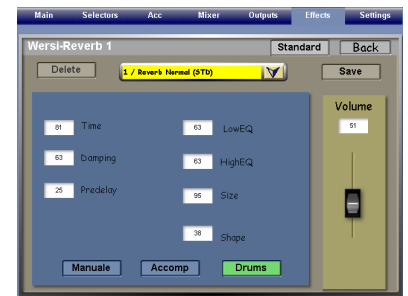 Main Selectors Acc Mixer Outputs Effects Settings
Wersi-Reverb 1 Standard Back
Delete 1 / Reverb Normal (STD) Save
Volume
51
81 Time 63 LowEQ
63 Damping 63 HighEQ
25 Predelay 95 Size
38 Shape
Manuale Accomp Drums